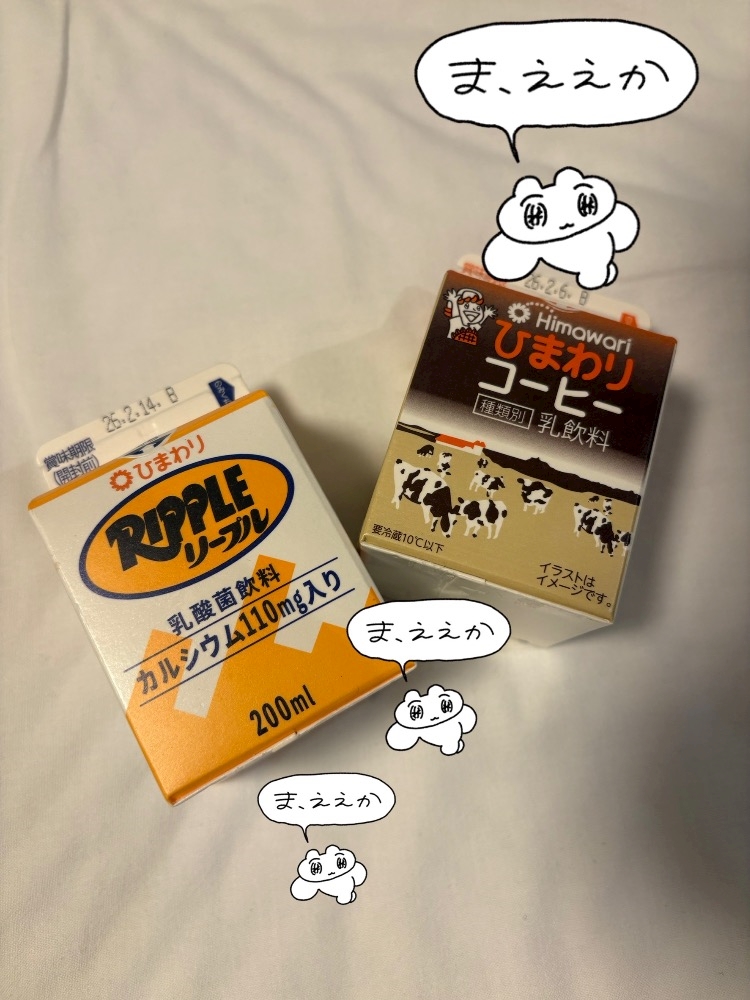 ま、ええか
26.2.6. B
Himawari
ひまわり
コーヒー
種類別 乳飲料
要冷蔵10℃以下
イラストは
イメージです。
26.2.14. B
賞味期限
(開封前)
ひまわり
RIPPLE
リープル
乳酸菌飲料
カルシウム110mg入り
200ml
ま、ええか
ま、ええか